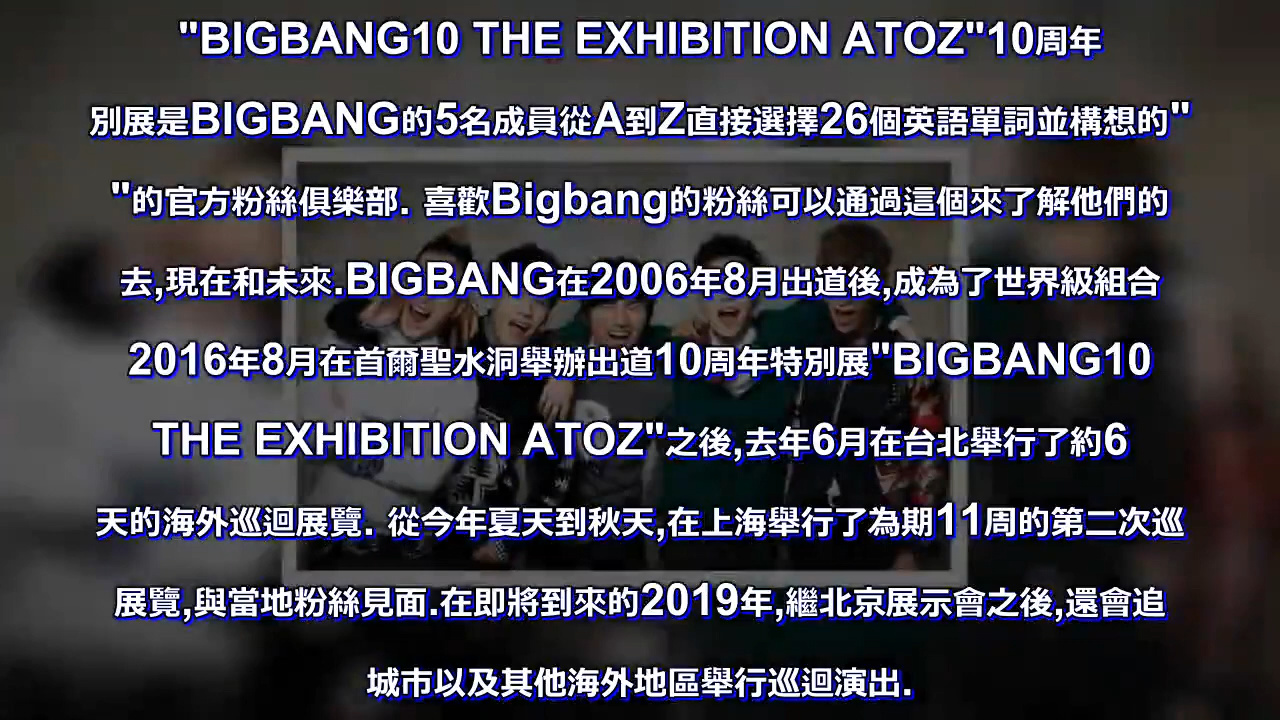 "BIGBANG10 THE EXHIBITION ATOZ"10周年
別展是BIGBANG的5名成員從A到Z直接選擇26個英語單詞並構想的"
"的官方粉絲俱樂部. 喜歡Bigbang的粉絲可以通過這個來了解他們的
去,現在和未來.BIGBANG在2006年8月出道後,成為了世界級組合
2016年8月在首爾聖水洞舉辦出道10周年特別展"BIGBANG10
THE EXHIBITION ATOZ"之後,去年6月在台北舉行了約6
天的海外巡迴展覽. 從今年夏天到秋天,在上海舉行了為期11周的第二次巡
展覽,與當地粉絲見面.在即將到來的2019年,繼北京展示會之後,還會追
城市以及其他海外地區舉行巡迴演出.